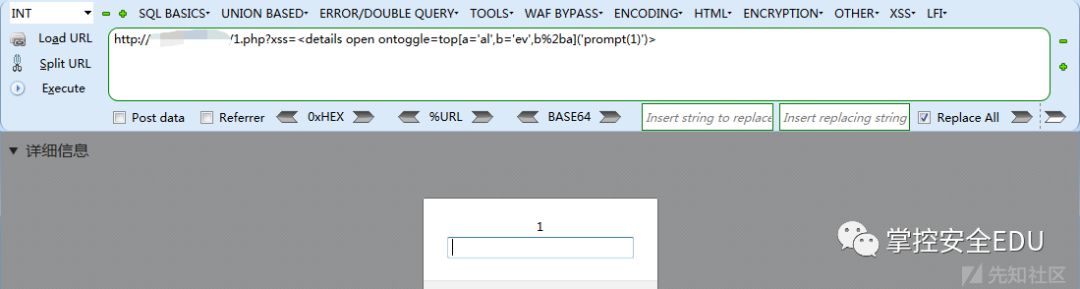 INT SQL BASICS UNION BASED ERROR/DOUBLE QUERY TOOLS WAF BYPASS ENCODING HTML ENCRYPTION OTHER XSS LFI
Load URL http:// /1.php?xss=<details open ontoggle=top[a='al',b='ev',b%2ba]('prompt(1)')>
Split URL
Execute
Post data Referrer 0xHEX %URL BASE64 Insert string to replace Insert replacing string Replace All
详细信息
1
掌控安全EDU
先知社区